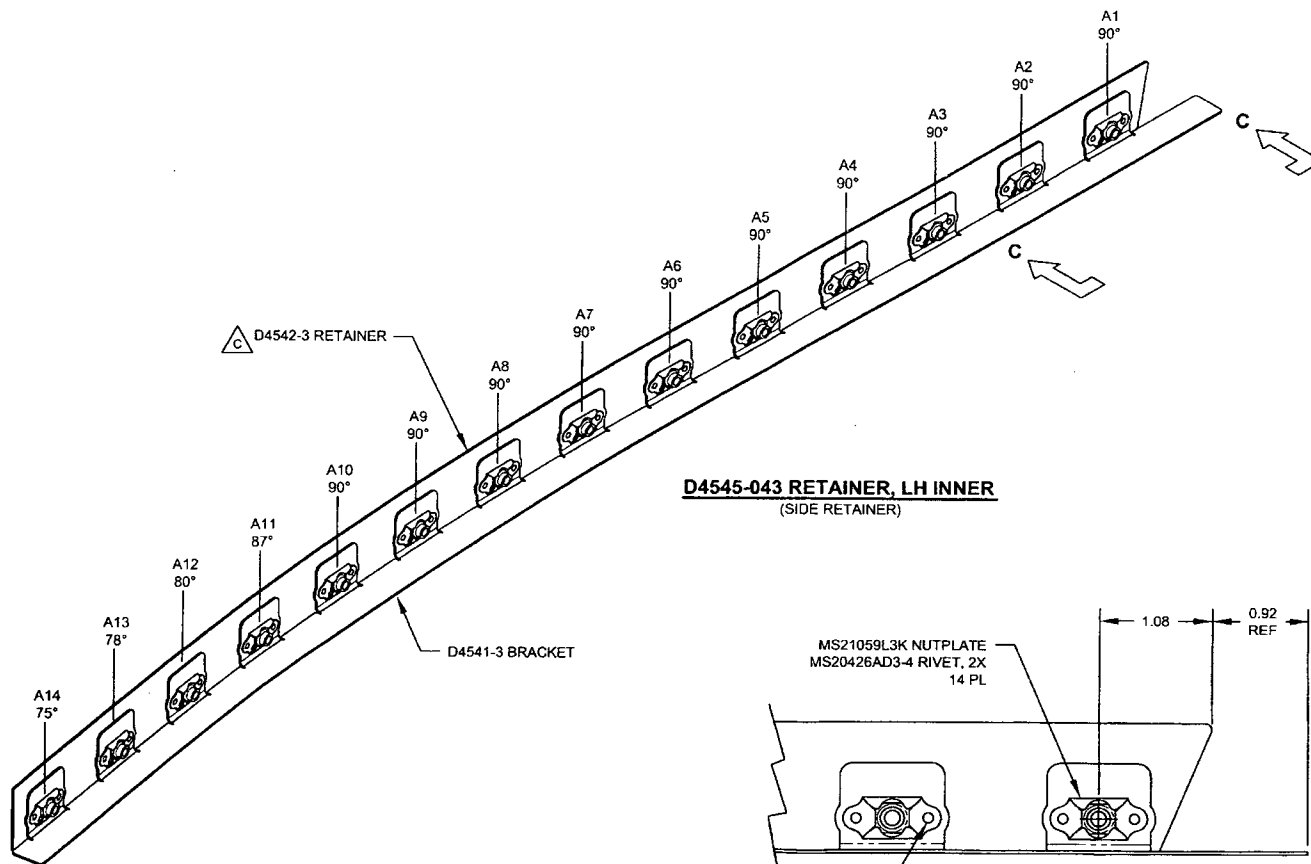 A1
90°
A2
90°
A3
90°
A4
90°
A5
90°
A6
90°
A7
90°
A8
90°
A9
90°
A10
90°
A11
87°
A12
80°
A13
78°
A14
75°
C
C
C D4542-3 RETAINER
D4541-3 BRACKET
D4545-043 RETAINER, LH INNER
(SIDE RETAINER)
MS21059L3K NUTPLATE
MS20426AD3-4 RIVET, 2X
14 PL
1.08
0.92
REF